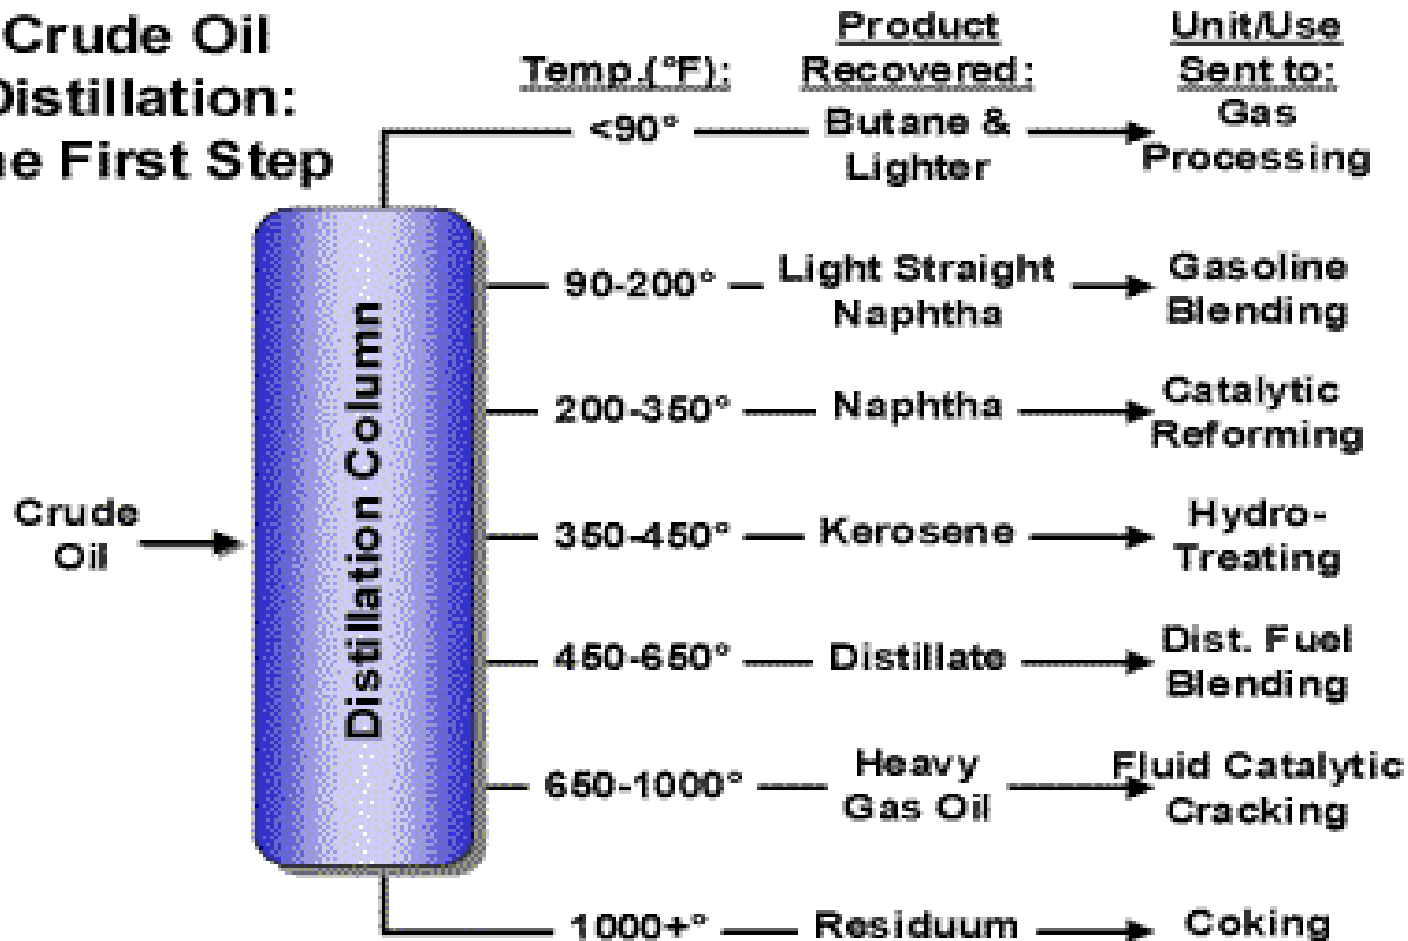 Crude Oil
Distillation:
he First Step
Temp.(°F):
Product
Recovered:
Unit/Use
Sent to:
<90°
Butane &
Lighter
Gas
Processing
90-200°
Light Straight
Naphtha
Gasoline
Blending
200-350°
Naphtha
Catalytic
Reforming
Crude
Oil
Distillation Column
350-450°
Kerosene
Hydro-
Treating
450-650°
Distillate
Dist. Fuel
Blending
650-1000°
Heavy
Gas Oil
Fluid Catalytic
Cracking
1000+°
Residuum
Coking